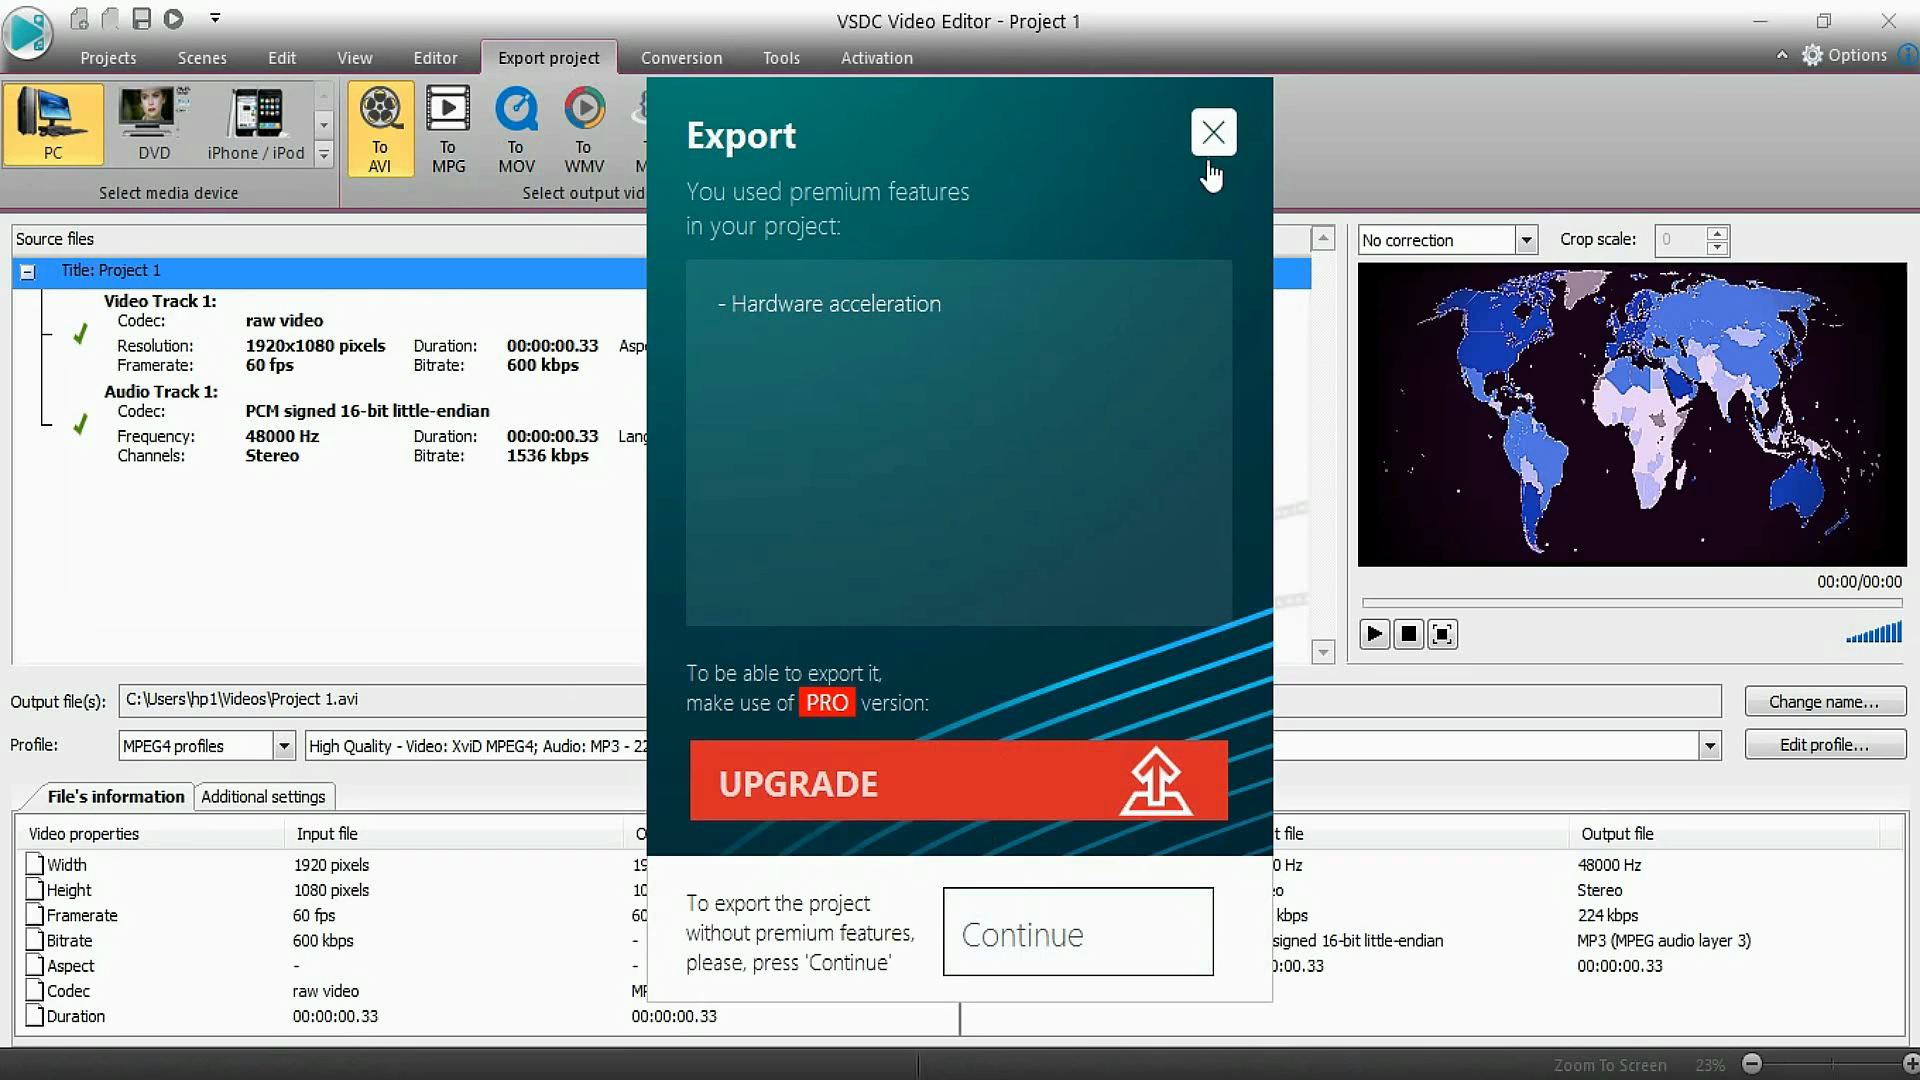 VSDC Video Editor - Project 1
Projects
Scenes
Edit
View
Editor
Export project
Conversion
Tools
Activation
Options
PC
DVD
iPhone / iPod
To
AVI
To
MPG
To
MOV
To
WMV
Select media device
Select output
Source files
Title: Project 1
Video Track 1:
Codec: raw video
Resolution: 1920x1080 pixels Duration: 00:00:00.33
Framerate: 60 fps Bitrate: 600 kbps
Audio Track 1:
Codec: PCM signed 16-bit little-endian
Frequency: 48000 Hz Duration: 00:00:00.33
Channels: Stereo Bitrate: 1536 kbps
Export
You used premium features
in your project:
- Hardware acceleration
To be able to export it,
make use of PRO version:
UPGRADE
To export the project
without premium features,
please, press 'Continue'
Continue
No correction
Crop scale: 0
00:00/00:00
Output file(s): C:\Users\hp1\Videos\Project 1.avi
Change name...
Profile: MPEG4 profiles High Quality - Video: XviD MPEG4; Audio: MP3 - 22
Edit profile...
File's information
Additional settings
Video properties Input file
file Output file
Width 1920 pixels
Hz 48000 Hz
Height 1080 pixels
Stereo
Framerate 60 fps 60
kbps 224 kbps
Bitrate 600 kbps -
signed 16-bit little-endian MP3 (MPEG audio layer 3)
Aspect - -
00:00:00.33
Codec raw video
Duration 00:00:00.33 00:00:00.33
Zoom To Screen 23%